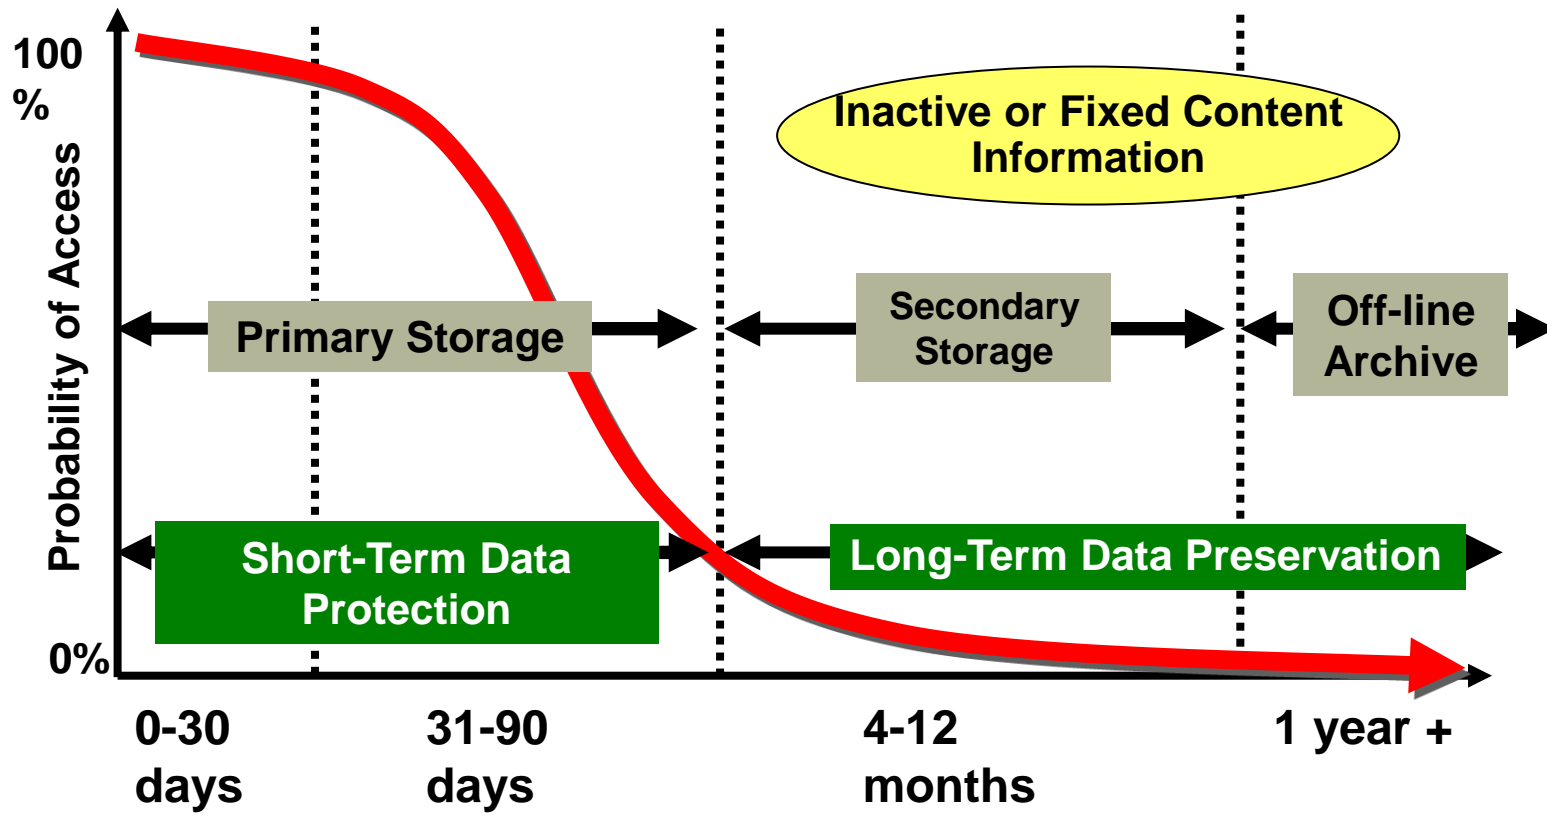 100
%
Probability of Access
0%
Inactive or Fixed Content
Information
Primary Storage
Secondary
Storage
Off-line
Archive
Short-Term Data
Protection
Long-Term Data Preservation
0-30
days
31-90
days
4-12
months
1 year +